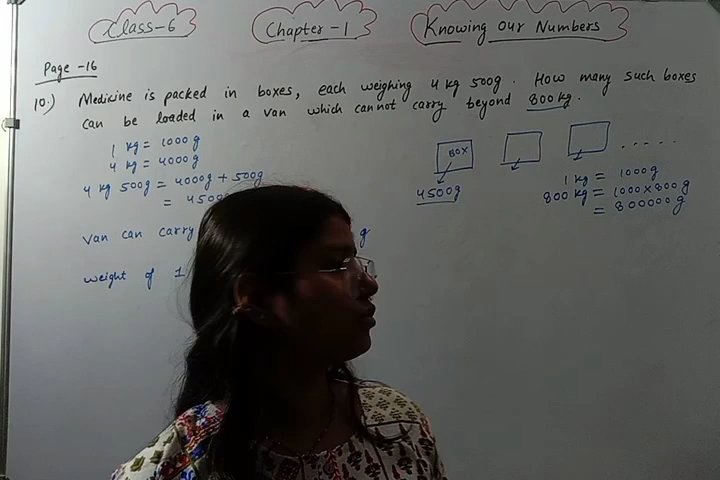 Class-6
Chapter-1
Knowing Our Numbers
Page -16
10.) Medicine is packed in boxes, each weighing 4 kg 500g. How many such boxes
can be loaded in a van which cannot carry beyond 800 kg.
1 kg = 1000 g
4 kg = 4000 g
4 kg 500g = 4000g + 500g
= 450
Van can carry
g
weight of 1
BOX
.....
4500g
1 kg = 1000g
800 kg = 1000 x 800 g
= 800000 g